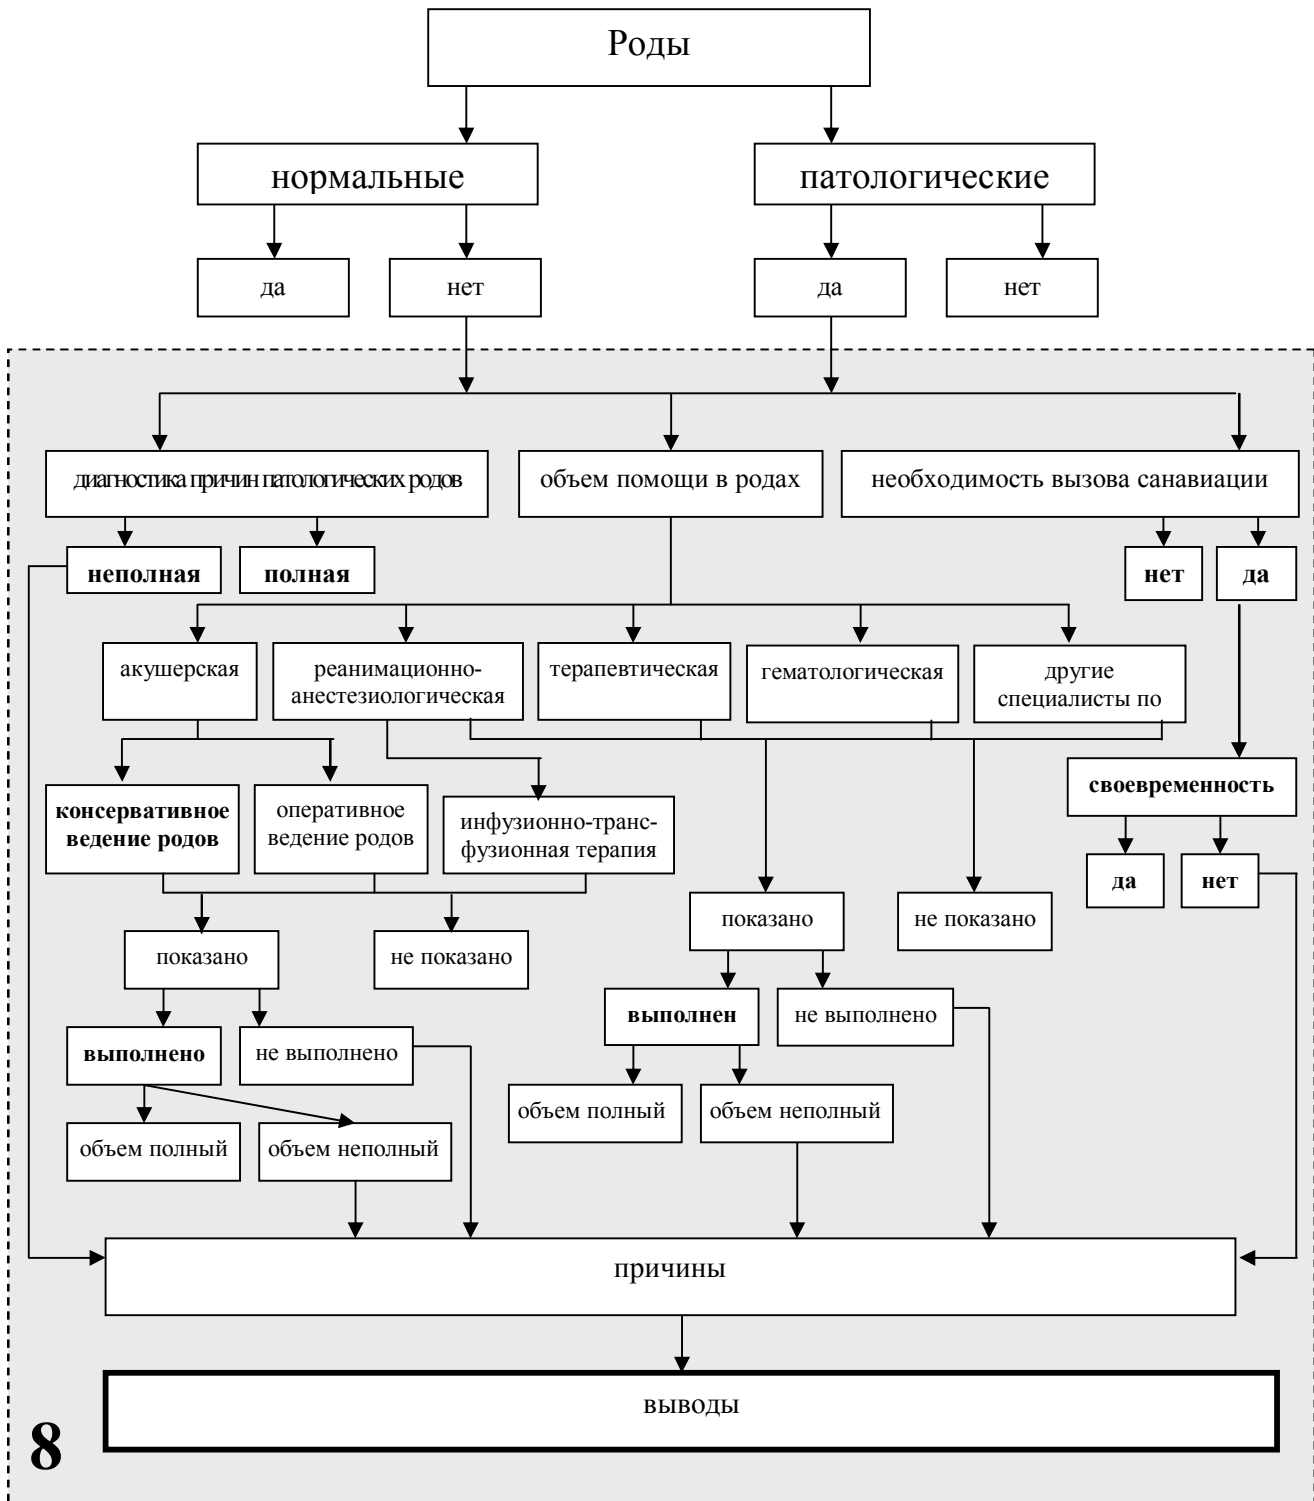 Роды
нормальные
патологические
да
нет
да
нет
диагностика причин патологических родов
объем помощи в родах
необходимость вызова санавиации
неполная
полная
нет
да
акушерская
реанимационно-
анестезиологическая
терапевтическая
гематологическая
другие
специалисты по
консервативное
ведение родов
оперативное
ведение родов
инфузионно-транс-
фузионная терапия
своевременность
да
нет
показано
не показано
показано
не показано
выполнен
не выполнено
выполнено
не выполнено
объем полный
объем неполный
объем полный
объем неполный
причины
выводы
8